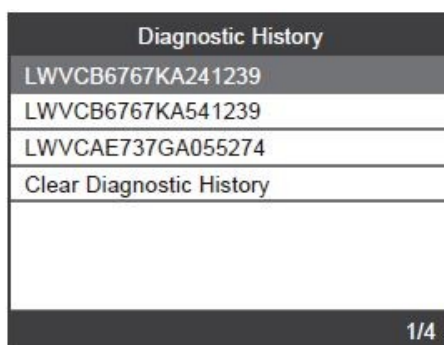 Diagnostic History
LWVCB6767KA241239
LWVCB6767KA541239
LWVCAE737GA055274
Clear Diagnostic History
1/4